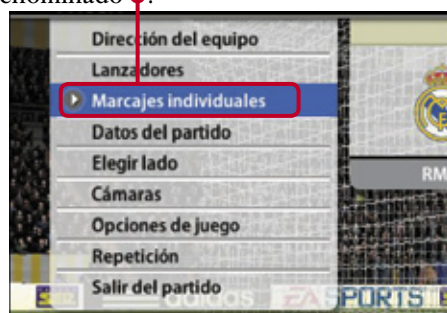 Dirección del equipo
Lanzadores
Marcajes individuales
Datos del partido
Elegir lado
Cámaras
Opciones de juego
Repetición
Salir del partido
RM
adidas
EA SPORTS